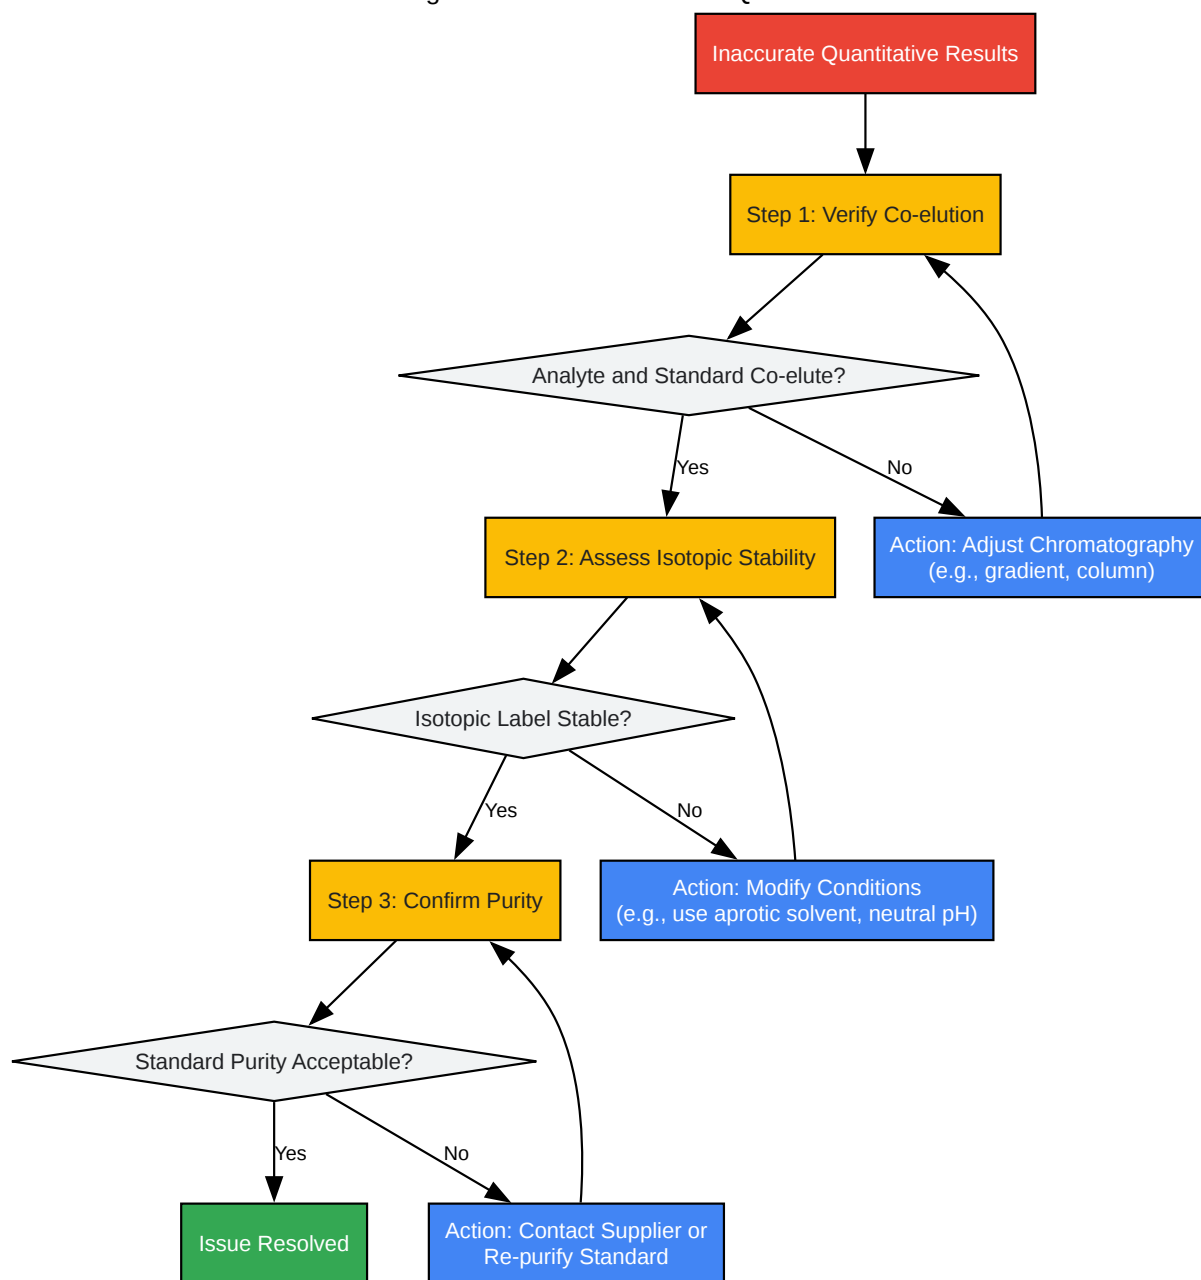 Inaccurate Quantitative Results
Step 1: Verify Co-elution
Analyte and Standard Co-elute?
Yes
No
Step 2: Assess Isotopic Stability
Action: Adjust Chromatography
(e.g., gradient, column)
Isotopic Label Stable?
Yes
No
Step 3: Confirm Purity
Action: Modify Conditions
(e.g., use aprotic solvent, neutral pH)
Standard Purity Acceptable?
Yes
No
Issue Resolved
Action: Contact Supplier or
Re-purify Standard